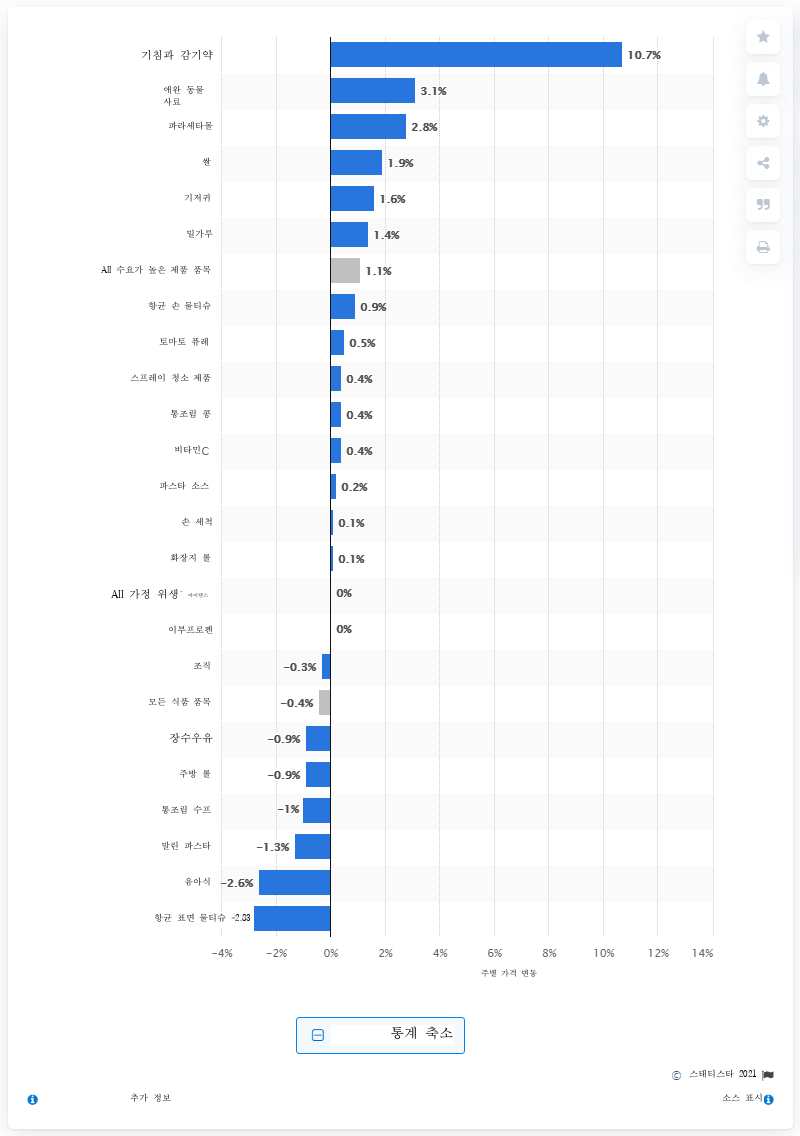 기침과 감기약
10.7%
애완 동물
사료
3.1%
파라세타몰
2.8%
쌀
1.9%
기저귀
1.6%
밀가루
1.4%
All 수요가 높은 제품 품목
1.1%
항균 손 물티슈
0.9%
토마토 퓨레
0.5%
스프레이 청소 제품
0.4%
통조림 콩
0.4%
비타민C
0.4%
파스타 소스
0.2%
손 세척
0.1%
화장지 롤
0.1%
All 가정 위생
0%
이부프로펜
0%
조직
-0.3%
모든 식품 품목
-0.4%
장수우유
-0.9%
주방 롤
-0.9%
통조림 수프
-1%
말린 파스타
-1.3%
유아식
-2.6%
항균 표면 물티슈 -2.83
-4% -2% 0% 2% 4% 6% 8% 10% 12% 14%
주별 가격 변동
통계 축소
© 스태티스타 2021
추가 정보
소스 표시